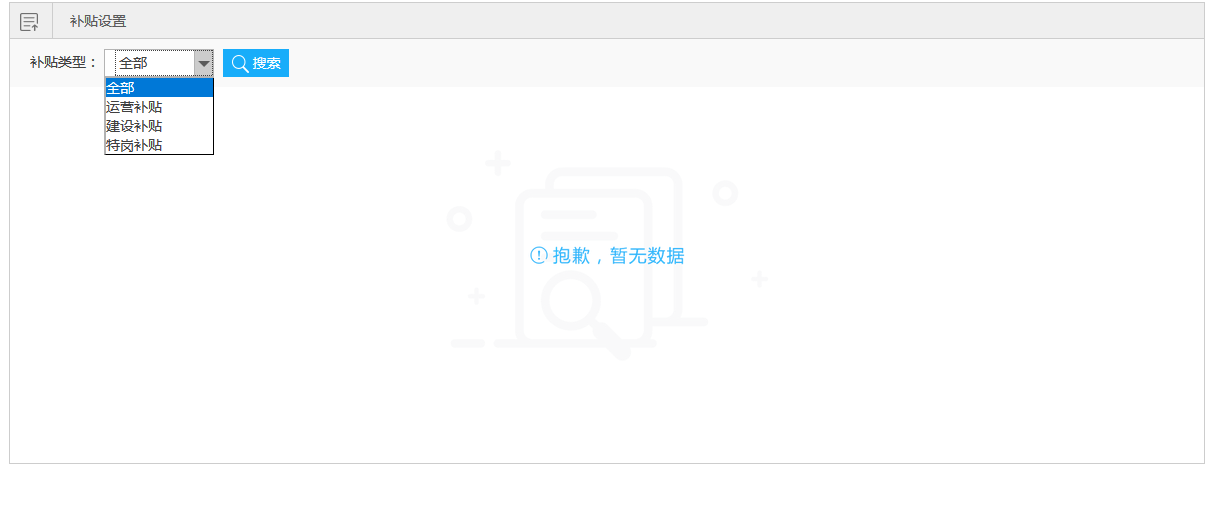 补贴设置
补贴类型： 全部 搜索
全部
运营补贴
建设补贴
特岗补贴
抱歉，暂无数据